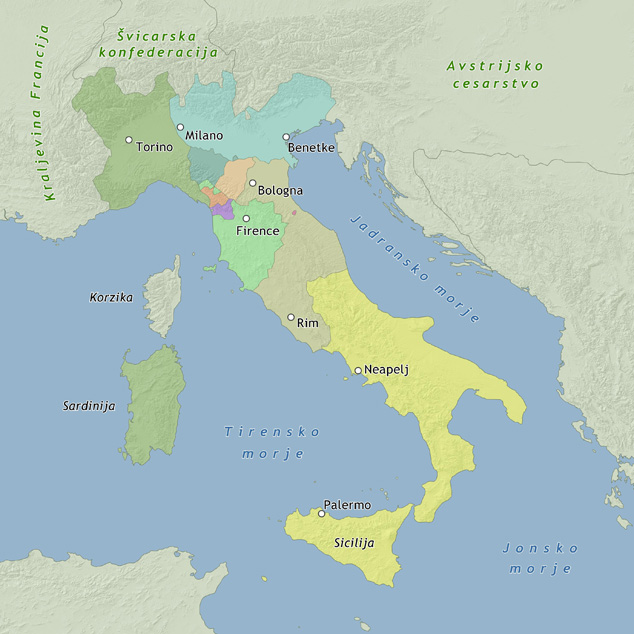 Kraljevina Francija
Švicarska
konfederacija
Avstrijsko
cesarstvo
Milano
Torino
Benetke
Bologna
Firence
Jadransko morje
Korzika
Rim
Neapelj
Sardinija
Tirensko
morje
Palermo
Sicilija
Jonsko
morje